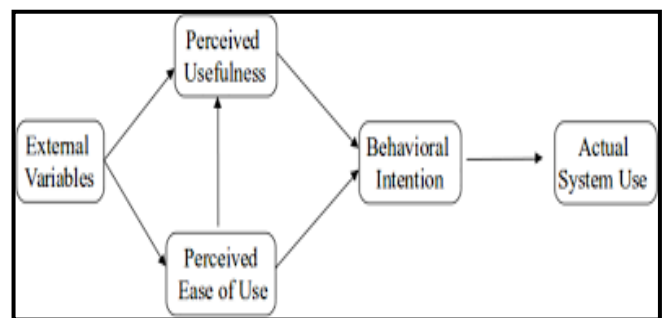 Perceived
Usefulness
External
Variables
Behavioral
Intention
Actual
System Use
Perceived
Ease of Use